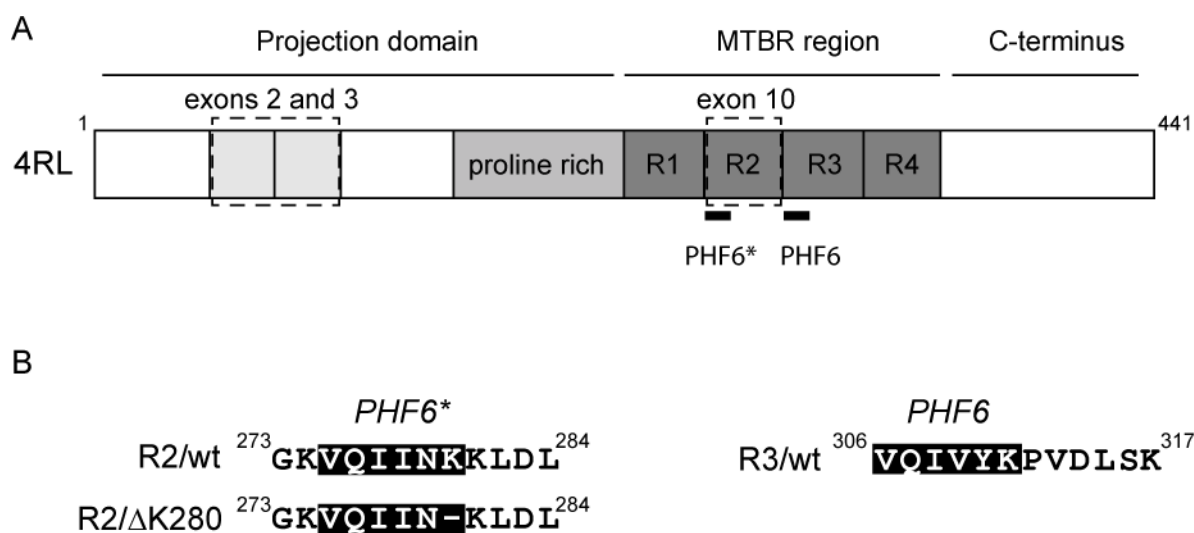 A
Projection domain MTBR region C-terminus
exons 2 and 3 exon 10
1 441
4RL proline rich R1 R2 R3 R4
PHF6* PHF6
B
PHF6* PHF6
R2/wt 273GKVQIINKKLDL284 R3/wt 306VQIVYKPVDLSK317
R2/ΔK280 273GKVQIIN-KLDL284